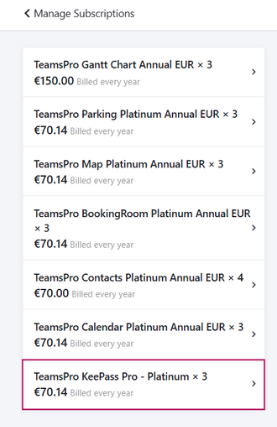 Manage Subscriptions
TeamsPro Gantt Chart Annual EUR × 3
€150.00 Billed every year
TeamsPro Parking Platinum Annual EUR × 3
€70.14 Billed every year
TeamsPro Map Platinum Annual EUR × 3
€70.14 Billed every year
TeamsPro BookingRoom Platinum Annual EUR
× 3
€70.14 Billed every year
TeamsPro Contacts Platinum Annual EUR × 4
€70.00 Billed every year
TeamsPro Calendar Platinum Annual EUR × 3
€70.14 Billed every year
TeamsPro KeePass Pro - Platinum × 3
€70.14 Billed every year